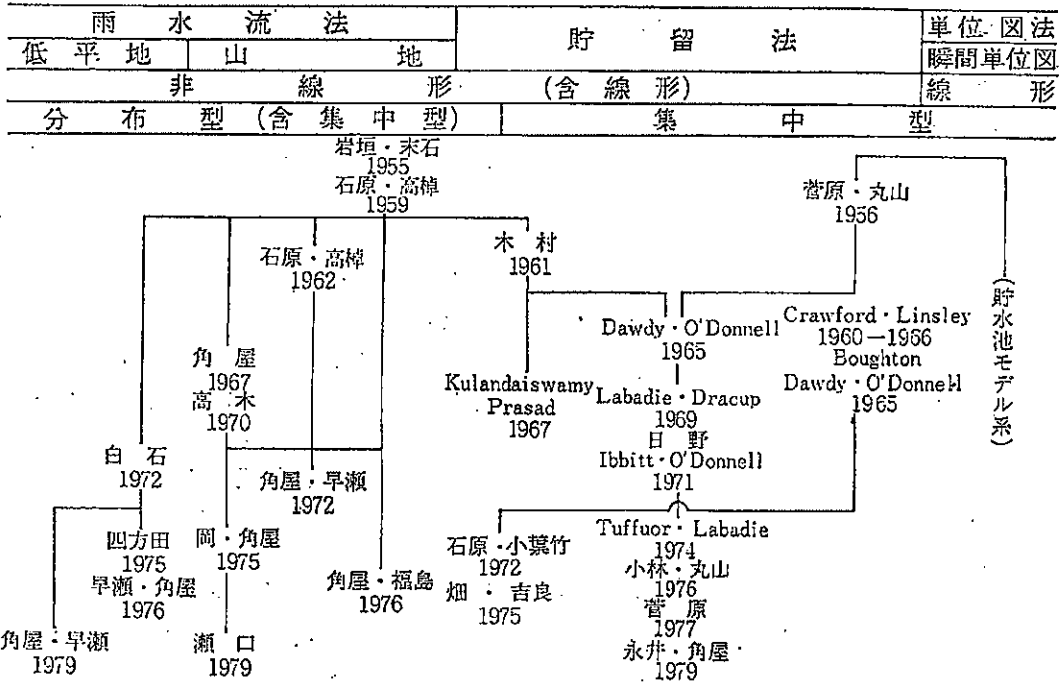 雨水流法
貯留法
単位図法
低平地
山地
瞬間単位図
非線形
(含線形)
線形
分布型(含集中型)
集中型
岩垣・末石
1955
石原・高棹
1959
菅原・丸山
1956
石原・高棹
1962
木村
1961
(貯水池モデル系)
Dawdy・O'Donnell
1965
Crawford・Linsley
1960—1966
Boughton
Dawdy・O'Donnell
1965
角屋
1967
高木
1970
Kulandaiswamy
Prasad
1967
Labadie・Dracup
1969
日野
Ibbitt・O'Donnell
1971
白石
1972
角屋・早瀬
1972
四方田
1975
早瀬・角屋
1976
岡・角屋
1975
角屋・福島
1976
石原・小葉竹
1972
畑・吉良
1975
Tuffuor・Labadie
1974
小林・丸山
1976
菅原
1977
永井・角屋
1979
角屋・早瀬
1979
瀬口
1979